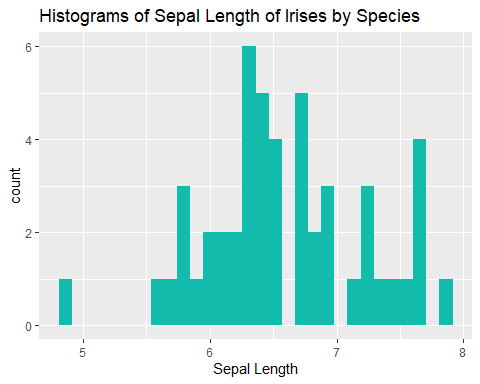 Histograms of Sepal Length of Irises by Species
6
4
2
0
count
5 6 7 8
Sepal Length